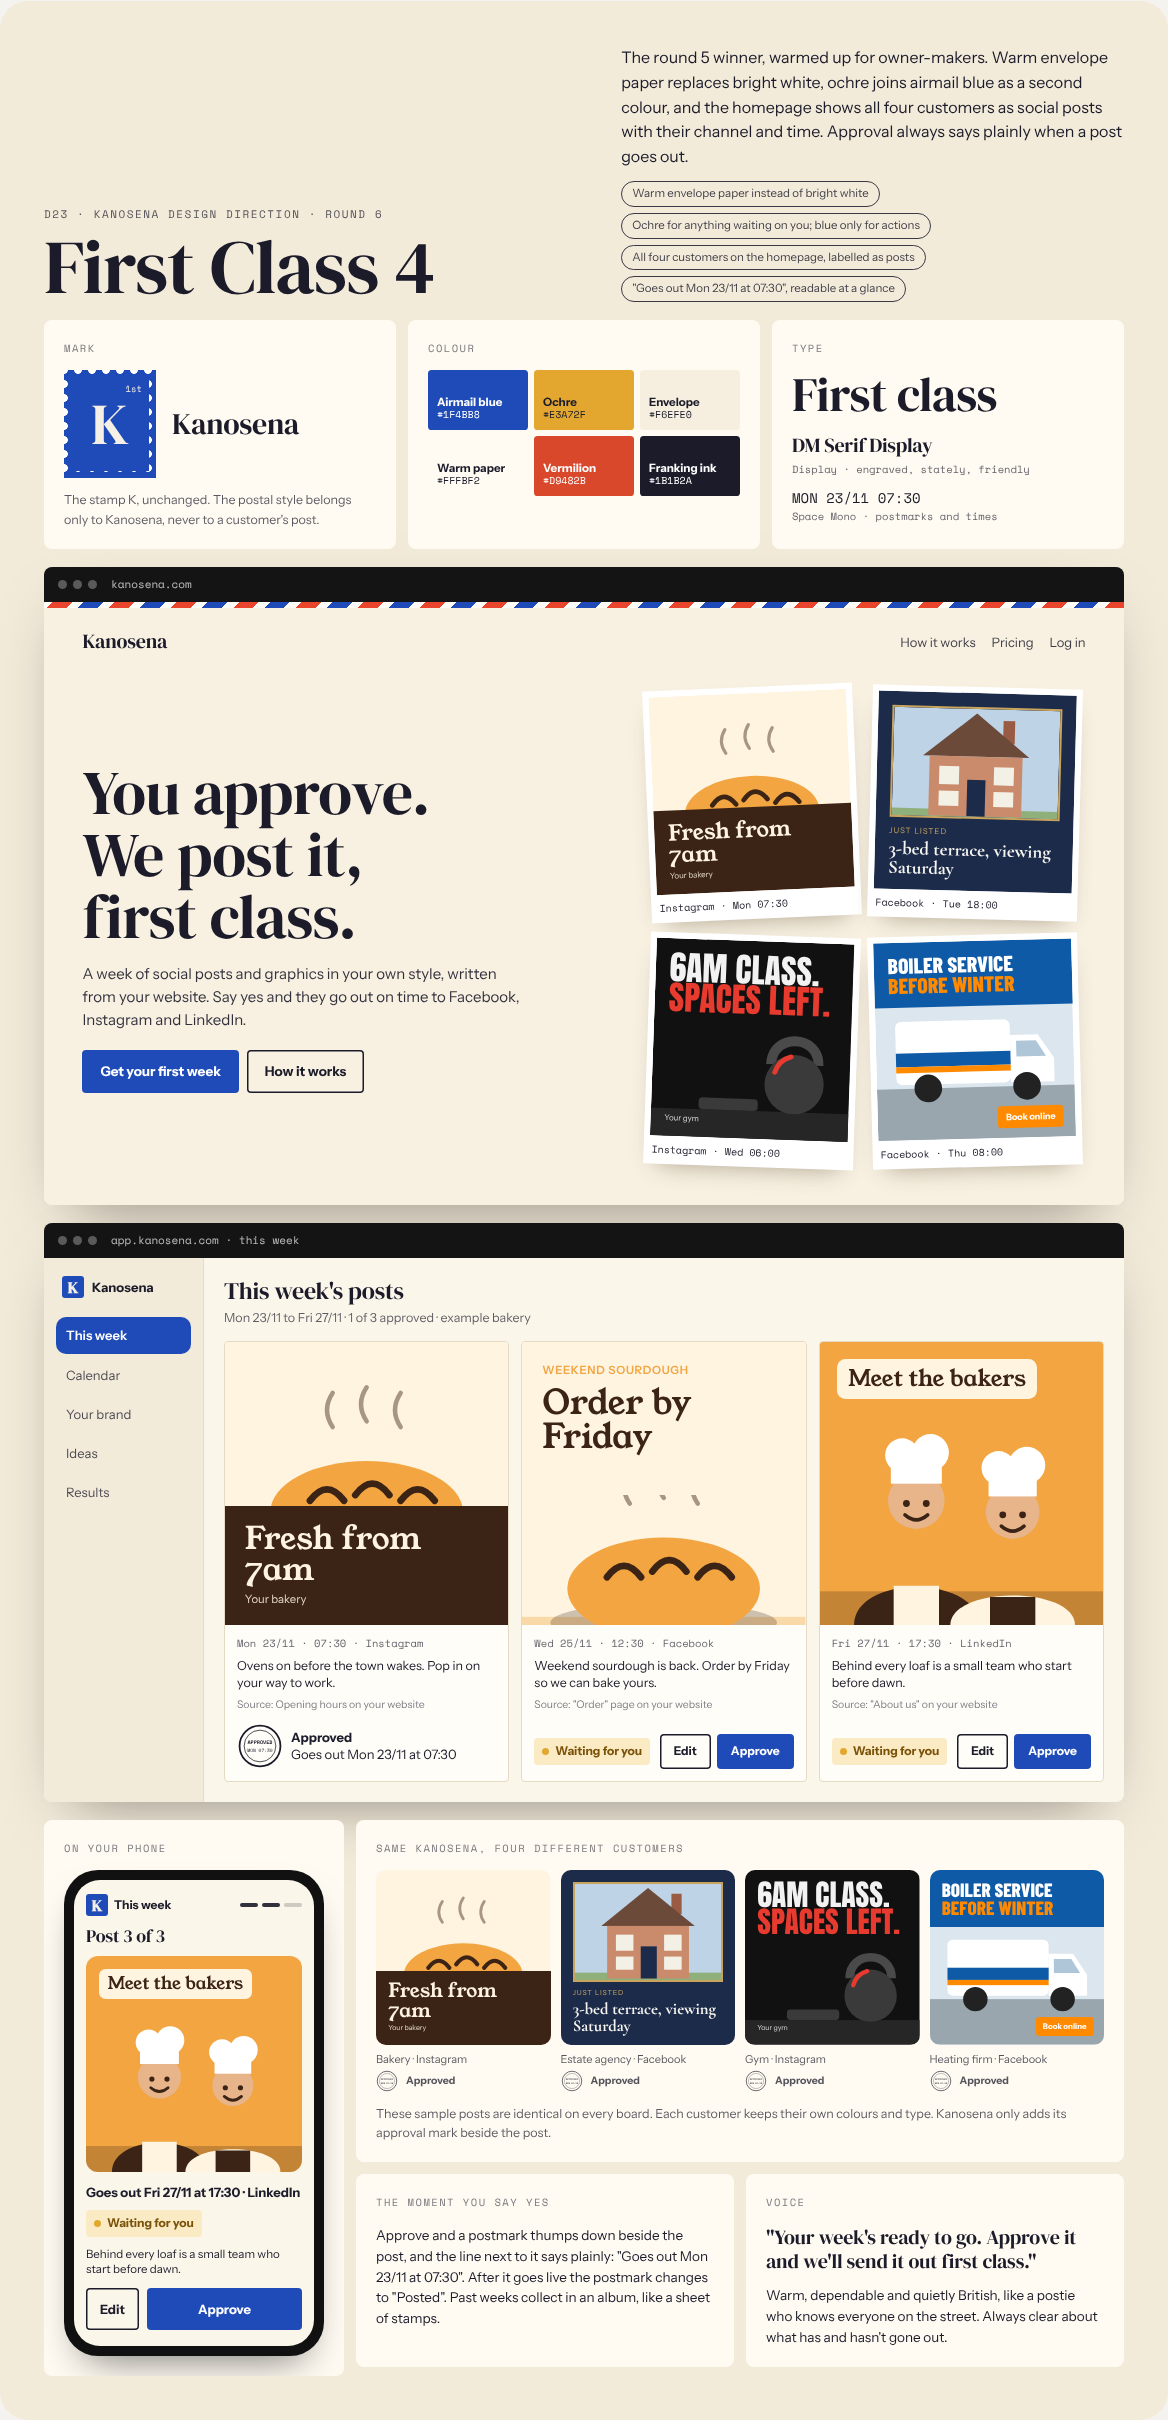 The round 5 winner, warmed up for owner-makers. Warm envelope
paper replaces bright white, ochre joins airmail blue as a second
colour, and the homepage shows all four customers as social posts
with their channel and time. Approval always says plainly when a post
goes out.
Warm envelope paper instead of bright white
Ochre for anything waiting on you; blue only for actions
All four customers on the homepage, labelled as posts
"Goes out Mon 23/11 at 07:30", readable at a glance
D23 · KANOSENA DESIGN DIRECTION · ROUND 6
First Class 4
MARK
1st
K
Kanosena
The stamp K, unchanged. The postal style belongs
only to Kanosena, never to a customer's post.
COLOUR
Airmail blue
#1F4BB8
Ochre
#E3A72F
Envelope
#F6EFE0
Warm paper
#FFFBF2
Vermilion
#D9482B
Franking ink
#1B1B2A
TYPE
First class
DM Serif Display
Display · engraved, stately, friendly
MON 23/11 07:30
Space Mono · postmarks and times
kanosena.com
Kanosena
How it works
Pricing
Log in
You approve.
We post it,
first class.
A week of social posts and graphics in your own style, written
from your website. Say yes and they go out on time to Facebook,
Instagram and LinkedIn.
Get your first week
How it works
Fresh from
7am
Your bakery
Instagram · Mon 07:30
JUST LISTED
3-bed terrace, viewing
Saturday
Facebook · Tue 18:00
6AM CLASS.
SPACES LEFT.
Your gym
Instagram · Wed 06:00
BOILER SERVICE
BEFORE WINTER
Book online
Facebook · Thu 08:00
app.kanosena.com · this week
K
Kanosena
This week
Calendar
Your brand
Ideas
Results
This week's posts
Mon 23/11 to Fri 27/11 · 1 of 3 approved · example bakery
Fresh from
7am
Your bakery
Mon 23/11 · 07:30 · Instagram
Ovens on before the town wakes. Pop in on
your way to work.
Source: Opening hours on your website
APPROVED
MON 07:30
Approved
Goes out Mon 23/11 at 07:30
WEEKEND SOURDOUGH
Order by
Friday
Wed 25/11 · 12:30 · Facebook
Weekend sourdough is back. Order by Friday
so we can bake yours.
Source: "Order" page on your website
Waiting for you
Edit
Approve
Meet the bakers
Fri 27/11 · 17:30 · LinkedIn
Behind every loaf is a small team who start
before dawn.
Source: "About us" on your website
Waiting for you
Edit
Approve
ON YOUR PHONE
K
This week
Post 3 of 3
Meet the bakers
Goes out Fri 27/11 at 17:30 · LinkedIn
Waiting for you
Behind every loaf is a small team who
start before dawn.
Edit
Approve
SAME KANOSENA, FOUR DIFFERENT CUSTOMERS
Fresh from
7am
Your bakery
Bakery · Instagram
Approved
JUST LISTED
3-bed terrace, viewing
Saturday
Estate agency · Facebook
Approved
6AM CLASS.
SPACES LEFT.
Your gym
Gym · Instagram
Approved
BOILER SERVICE
BEFORE WINTER
Book online
Heating firm · Facebook
Approved
These sample posts are identical on every board. Each customer keeps their own colours and type. Kanosena only adds its
approval mark beside the post.
THE MOMENT YOU SAY YES
Approve and a postmark thumps down beside the
post, and the line next to it says plainly: "Goes out Mon
23/11 at 07:30". After it goes live the postmark changes
to "Posted". Past weeks collect in an album, like a sheet
of stamps.
VOICE
"Your week's ready to go. Approve it
and we'll send it out first class."
Warm, dependable and quietly British, like a postie
who knows everyone on the street. Always clear about
what has and hasn't gone out.